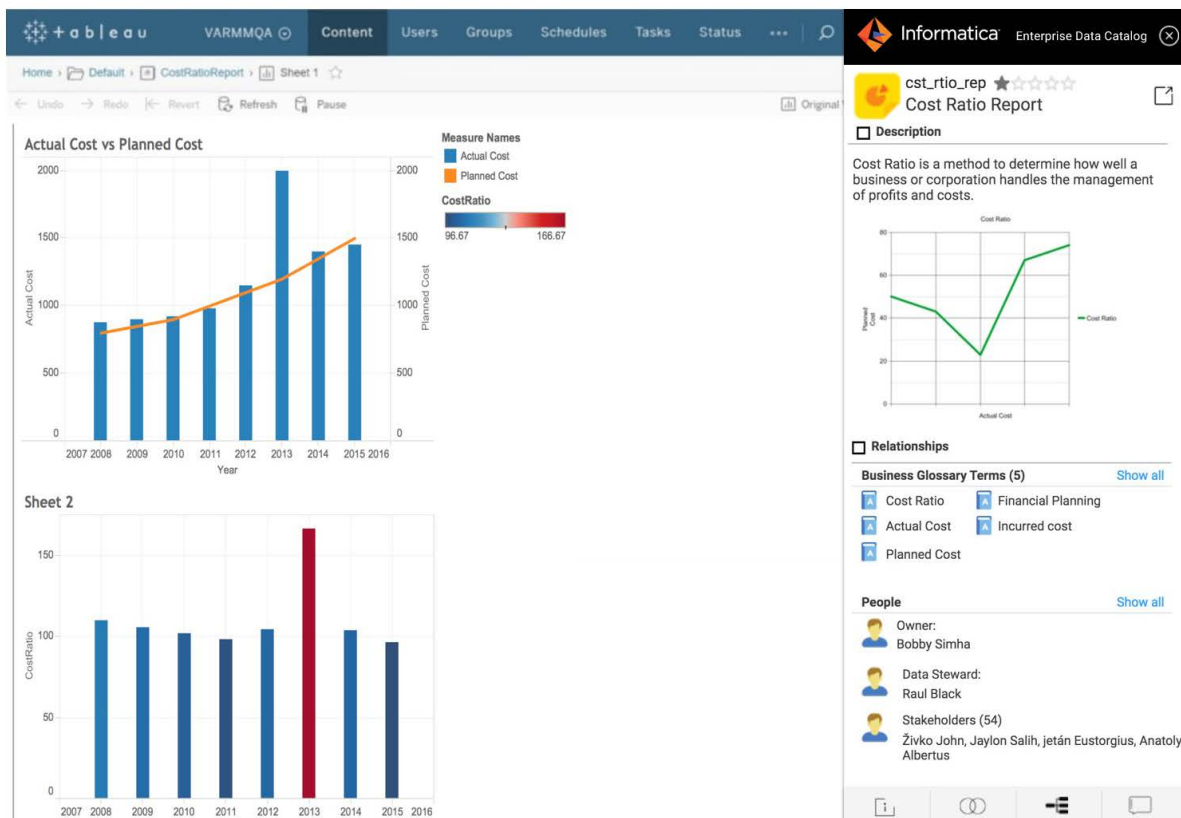 + a b l e a u
VARMMQA
Content
Users
Groups
Schedules
Tasks
Status
Home › Default › CostRatioReport › Sheet 1
← Undo → Redo Revert Refresh Pause
Original
Actual Cost vs Planned Cost
2000
1500
1000
500
0
Actual Cost
2000
1500
1000
500
0
Planned Cost
2007 2008 2009 2010 2011 2012 2013 2014 2015 2016
Year
Measure Names
Actual Cost
Planned Cost
CostRatio
96.67 166.67
Sheet 2
150
100
50
0
CostRatio
2007 2008 2009 2010 2011 2012 2013 2014 2015 2016
Informatica Enterprise Data Catalog
cst_rtio_rep
Cost Ratio Report
Description
Cost Ratio is a method to determine how well a
business or corporation handles the management
of profits and costs.
Cost Ratio
80
60
40
20
0
Planned
Cost
Cost Ratio
Actual Cost
Relationships
Business Glossary Terms (5) Show all
Cost Ratio Financial Planning
Actual Cost Incurred cost
Planned Cost
People Show all
Owner:
Bobby Simha
Data Steward:
Raul Black
Stakeholders (54)
Živko John, Jaylon Salih, jetán Eustorgius, Anatoly
Albertus